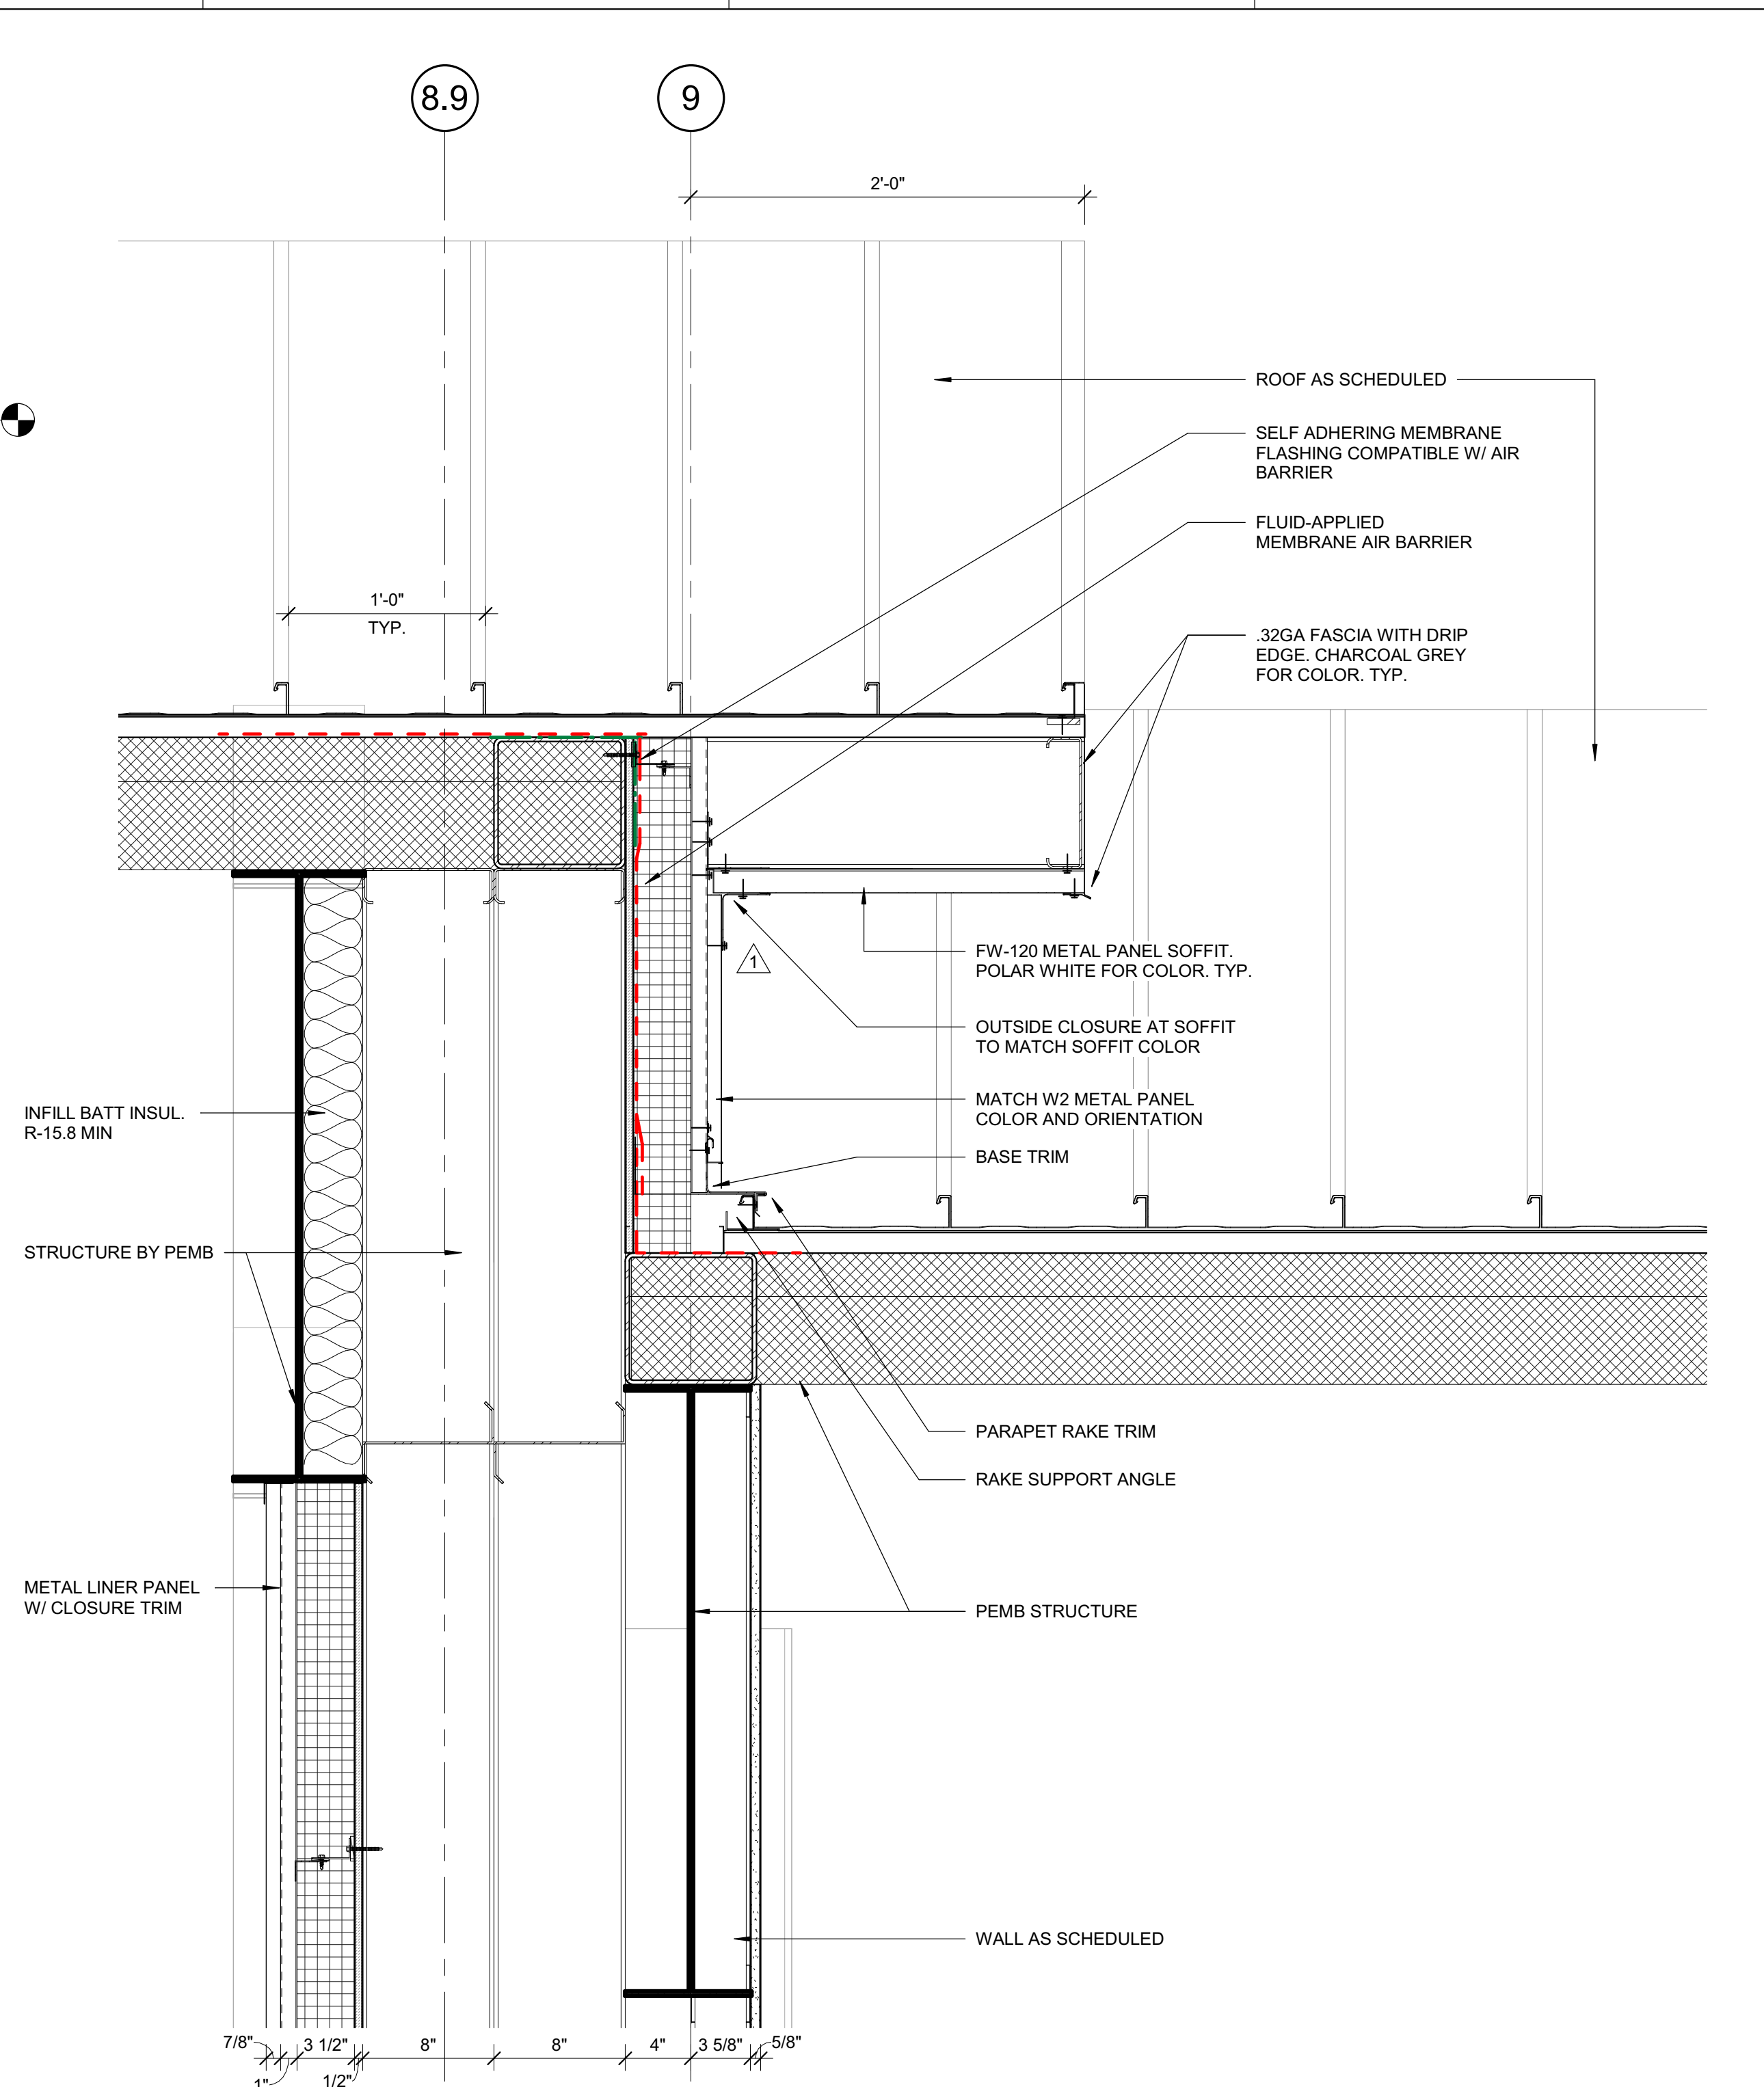 8.9
9
2'-0"
ROOF AS SCHEDULED
SELF ADHERING MEMBRANE
FLASHING COMPATIBLE W/ AIR
BARRIER
FLUID-APPLIED
MEMBRANE AIR BARRIER
1'-0"
TYP.
.32GA FASCIA WITH DRIP
EDGE. CHARCOAL GREY
FOR COLOR. TYP.
FW-120 METAL PANEL SOFFIT.
POLAR WHITE FOR COLOR. TYP.
1
OUTSIDE CLOSURE AT SOFFIT
TO MATCH SOFFIT COLOR
MATCH W2 METAL PANEL
COLOR AND ORIENTATION
INFILL BATT INSUL.
R-15.8 MIN
BASE TRIM
STRUCTURE BY PEMB
PARAPET RAKE TRIM
RAKE SUPPORT ANGLE
METAL LINER PANEL
W/ CLOSURE TRIM
PEMB STRUCTURE
WALL AS SCHEDULED
7/8"
3 1/2"
8"
8"
4"
3 5/8"
5/8"
1"
1/2"